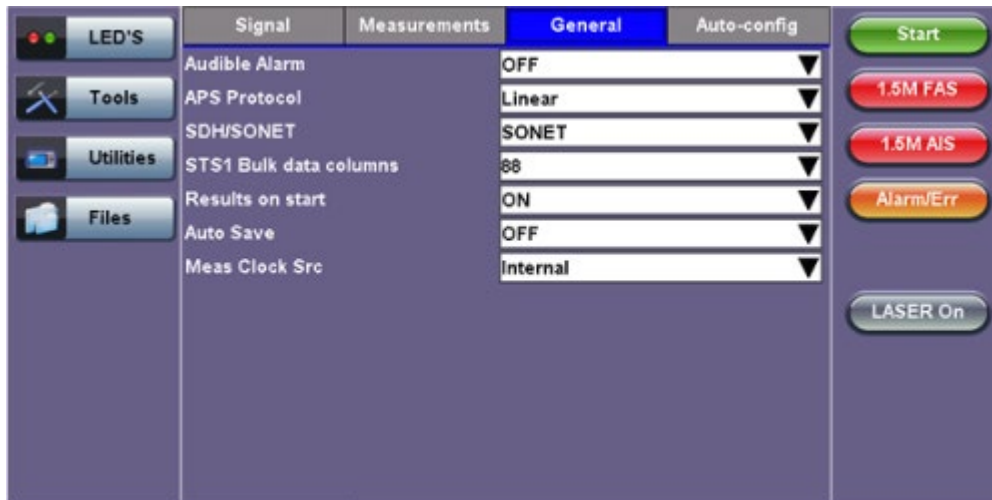 LED'S
Tools
Utilities
Files
Signal Measurements General Auto-config
Audible Alarm OFF
APS Protocol Linear
SDH/SONET SONET
STS1 Bulk data columns 88
Results on start ON
Auto Save OFF
Meas Clock Src Internal
Start
1.5M FAS
1.5M AIS
Alarm/Err
LASER On